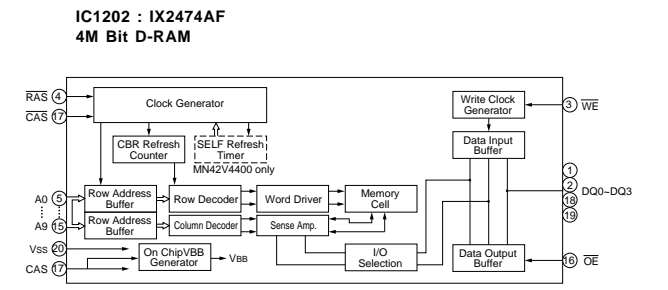 IC1202 : IX2474AF
4M Bit D-RAM
RAS 4
CAS 17
Clock Generator
Write Clock
Generator
3 WE
CBR Refresh
Counter
SELF Refresh
Timer
MN42V4400 only
Data Input
Buffer
1
2 DQ0~DQ3
18
19
A0 5
A9 15
Row Address
Buffer
Row Decoder
Word Driver
Memory
Cell
Row Address
Buffer
Column Decoder
Sense Amp.
Vss 20
CAS 17
On ChipVBB
Generator
VBB
I/O
Selection
Data Output
Buffer
16 OE